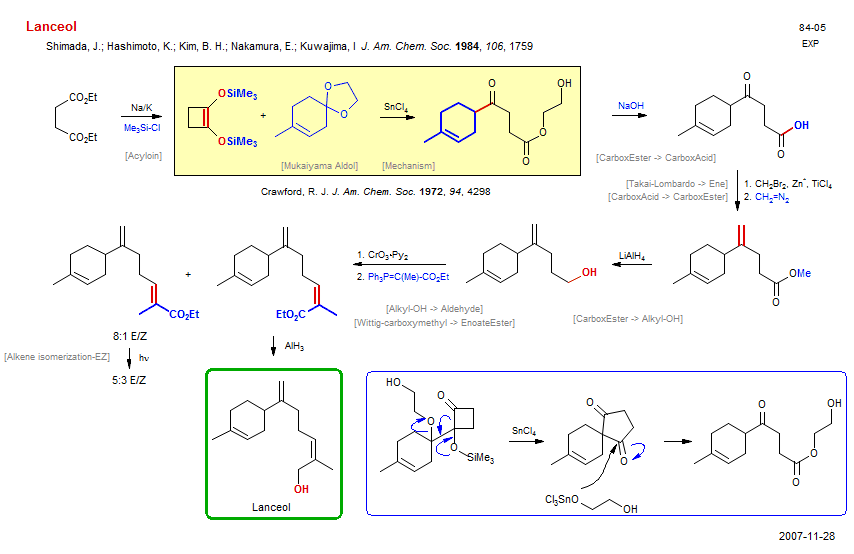 Lanceol
84-05
Shimada, J.; Hashimoto, K.; Kim, B. H.; Nakamura, E.; Kuwajima, I J. Am. Chem. Soc. 1984, 106, 1759
EXP
CO2Et
CO2Et
Na/K
Me3Si-Cl
[Acyloin]
OSiMe3
OSiMe3
+
O
O
[Mukaiyama Aldol]
SnCl4
[Mechanism]
O
OH
O
O
NaOH
O
OH
O
[CarboxEster -> CarboxAcid]
Crawford, R. J. J. Am. Chem. Soc. 1972, 94, 4298
[Takai-Lombardo -> Ene]
[CarboxAcid -> CarboxEster]
1. CH2Br2, Zn*, TiCl4
2. CH2=N2
OMe
O
LiAlH4
[CarboxEster -> Alkyl-OH]
OH
1. CrO3•Py2
2. Ph3P=C(Me)-CO2Et
[Alkyl-OH -> Aldehyde]
[Wittig-carboxymethyl -> EnoateEster]
EtO2C
+
CO2Et
8:1 E/Z
[Alkene isomerization-EZ]
hν
5:3 E/Z
AlH3
OH
Lanceol
HO
O
O
O
SiMe3
SnCl4
O
O
Cl3SnO
OH
O
OH
O
O
2007-11-28